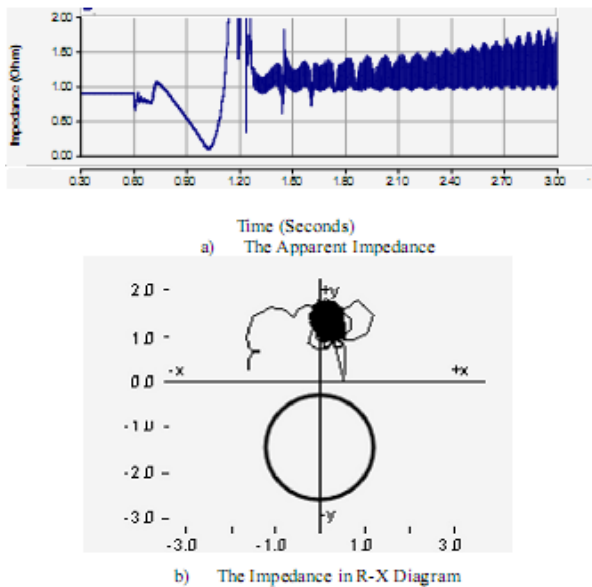 2.00
1.50
1.00
0.50
0.00
Impedance (Ohm)
0.30 0.60 0.90 1.20 1.50 1.80 2.10 2.40 2.70 3.00
Time (Seconds)
a) The Apparent Impedance
2.0
1.0
0.0
-1.0
-2.0
-3.0
+y
-x
+x
-y
-3.0 -1.0 1.0 3.0
b) The Impedance in R-X Diagram